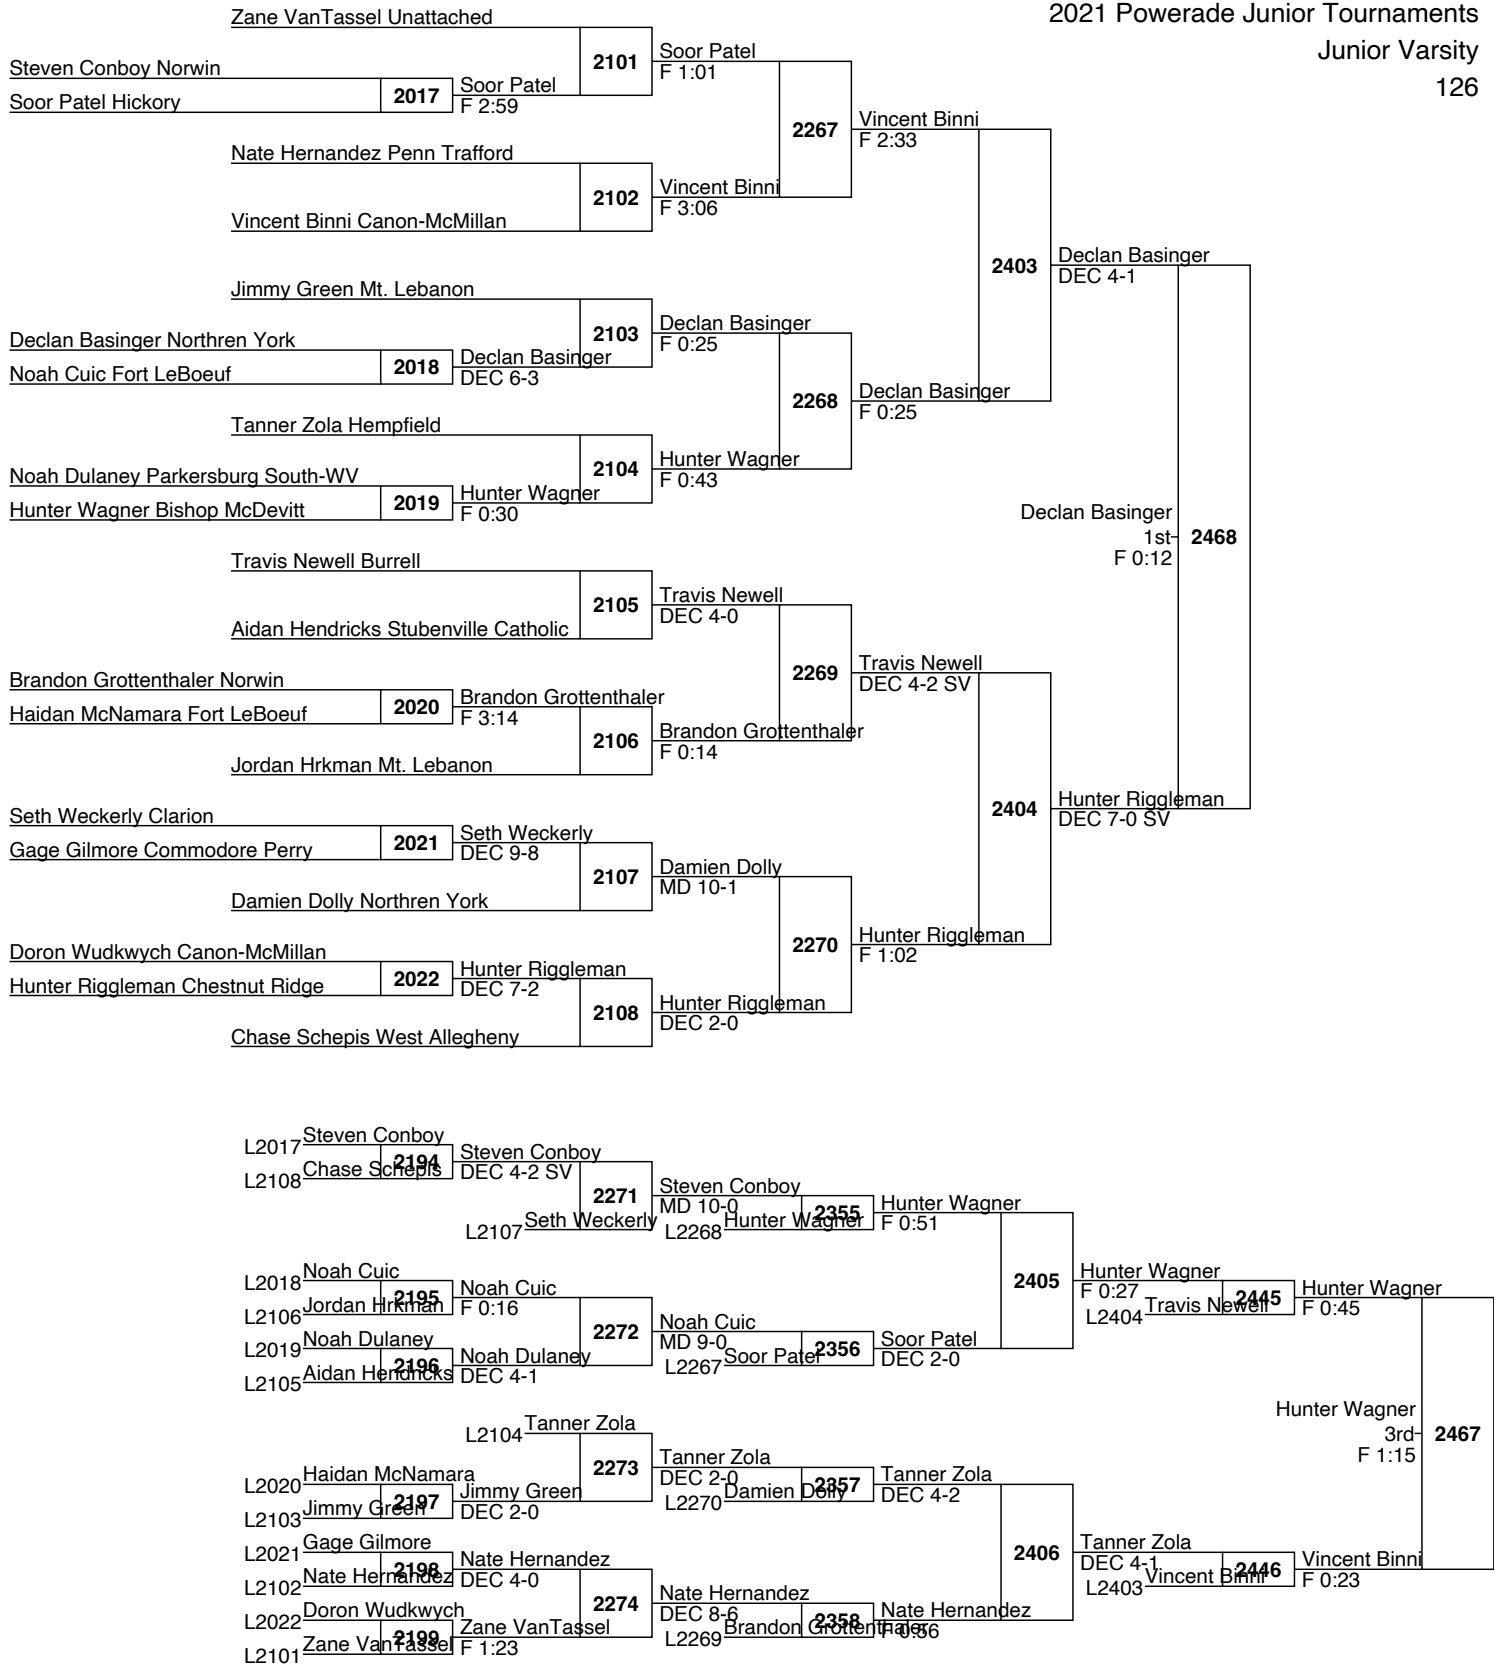 2021 Powerade Junior Tournaments
Junior Varsity
126
Zane VanTassel Unattached
2101
Soor Patel
F 1:01
Steven Conboy Norwin
Soor Patel Hickory
2017
Soor Patel
F 2:59
2267
Vincent Binni
F 2:33
Nate Hernandez Penn Trafford
2102
Vincent Binni
F 3:06
Vincent Binni Canon-McMillan
2403
Declan Basinger
DEC 4-1
Jimmy Green Mt. Lebanon
2103
Declan Basinger
F 0:25
Declan Basinger Northren York
Noah Cuic Fort LeBoeuf
2018
Declan Basinger
DEC 6-3
2268
Declan Basinger
F 0:25
Tanner Zola Hempfield
2104
Hunter Wagner
F 0:43
Noah Dulaney Parkersburg South-WV
Hunter Wagner Bishop McDevitt
2019
Hunter Wagner
F 0:30
Declan Basinger
1st
F 0:12
2468
Travis Newell Burrell
2105
Travis Newell
DEC 4-0
Aidan Hendricks Stubenville Catholic
2269
Travis Newell
DEC 4-2 SV
Brandon Grottenthaler Norwin
Haidan McNamara Fort LeBoeuf
2020
Brandon Grottenthaler
F 3:14
2106
Brandon Grottenthaler
F 0:14
Jordan Hrkman Mt. Lebanon
2404
Hunter Riggleman
DEC 7-0 SV
Seth Weckerly Clarion
Gage Gilmore Commodore Perry
2021
Seth Weckerly
DEC 9-8
2107
Damien Dolly
MD 10-1
Damien Dolly Northren York
2270
Hunter Riggleman
F 1:02
Doron Wudkwych Canon-McMillan
Hunter Riggleman Chestnut Ridge
2022
Hunter Riggleman
DEC 7-2
2108
Hunter Riggleman
DEC 2-0
Chase Schepis West Allegheny
L2017
Steven Conboy
L2108
Chase Schepis
2194
Steven Conboy
DEC 4-2 SV
2271
Steven Conboy
MD 10-0
L2107
Seth Weckerly
L2268
Hunter Wagner
2355
Hunter Wagner
F 0:51
L2018
Noah Cuic
L2106
Jordan Hrkman
2195
Noah Cuic
F 0:16
2405
Hunter Wagner
F 0:27
L2404
Travis Newell
2445
Hunter Wagner
F 0:45
2272
Noah Cuic
MD 9-0
L2019
Noah Dulaney
L2105
Aidan Hendricks
2196
Noah Dulaney
DEC 4-1
L2267
Soor Patel
2356
Soor Patel
DEC 2-0
Hunter Wagner
3rd
F 1:15
2467
L2104
Tanner Zola
2273
Tanner Zola
DEC 2-0
L2020
Haidan McNamara
L2103
Jimmy Green
2197
Jimmy Green
DEC 2-0
L2270
Damien Dolly
2357
Tanner Zola
DEC 4-2
L2021
Gage Gilmore
L2102
Nate Hernandez
2198
Nate Hernandez
DEC 4-0
2406
Tanner Zola
DEC 4-1
L2403
Vincent Binni
2446
Vincent Binni
F 0:23
2274
Nate Hernandez
DEC 8-6
L2022
Doron Wudkwych
L2101
Zane VanTassel
2199
Zane VanTassel
F 1:23
L2269
Brandon Grottenthaler
2358
Nate Hernandez
F 0:56